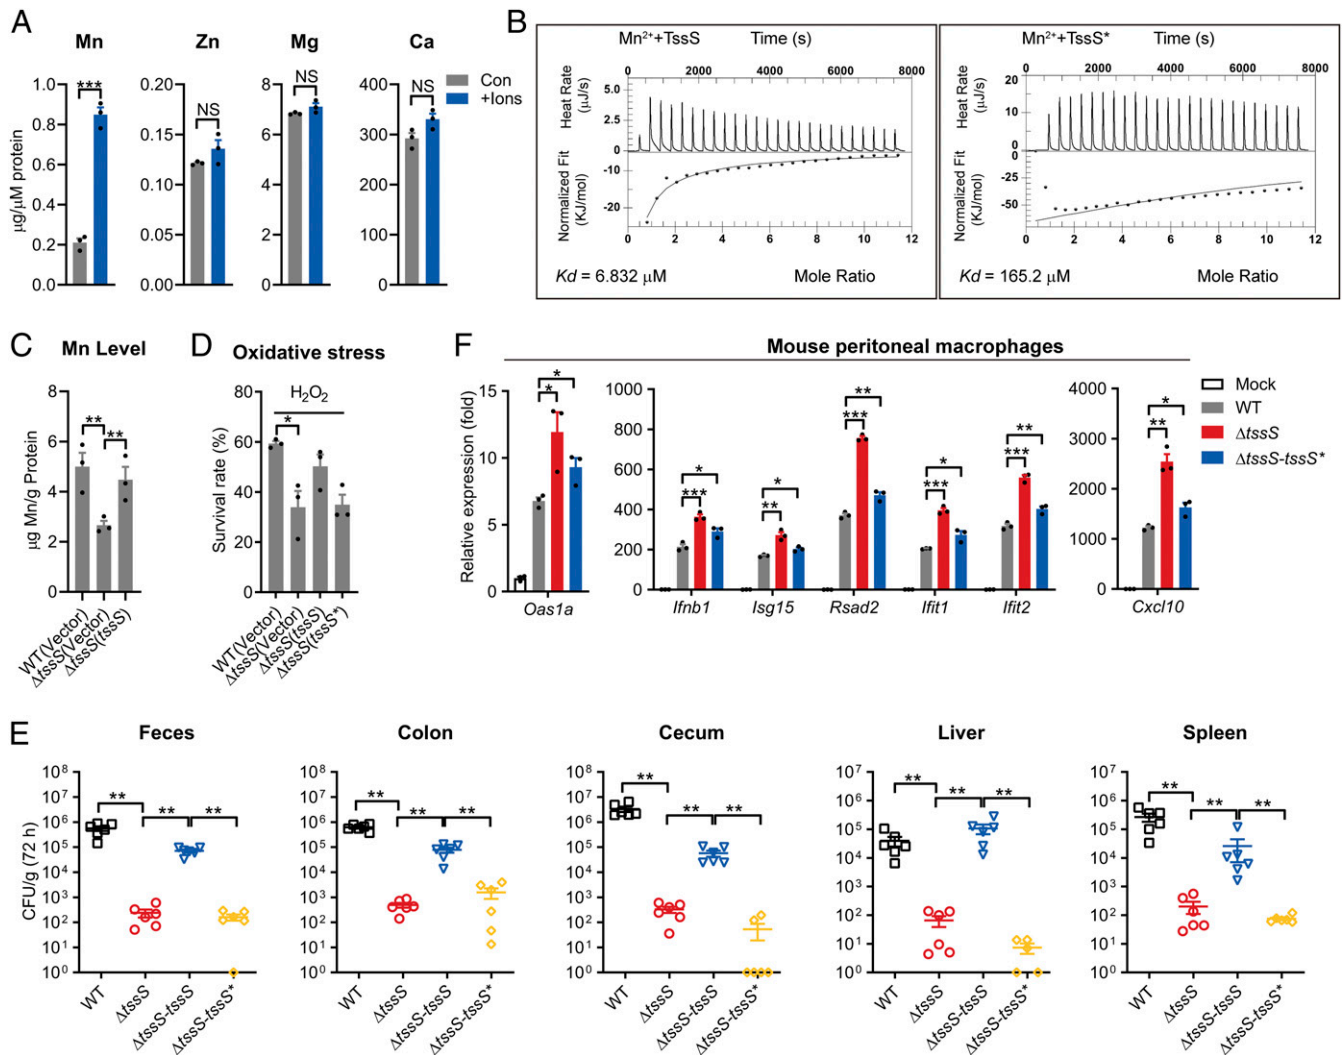 A
Mn
Zn
Mg
Ca
Con
+Ions
µg/µM protein
1.0
0.8
0.6
0.4
0.2
0.0
***
0.20
0.15
0.10
0.05
0.00
NS
8
6
4
2
0
NS
400
300
200
100
0
NS
B
Mn²⁺+TssS
Time (s)
0 2000 4000 6000 8000
Heat Rate
(µJ/s)
5.0
2.5
0
Normalized Fit
(KJ/mol)
-10
-20
0 2 4 6 8 10 12
Kd = 6.832 µM
Mole Ratio
Mn²⁺+TssS*
Time (s)
0 2000 4000 6000 8000
Heat Rate
(µJ/s)
20
10
0
Normalized Fit
(KJ/mol)
0
-25
-50
0 2 4 6 8 10 12
Kd = 165.2 µM
Mole Ratio
C
Mn Level
µg Mn/g Protein
8
6
4
2
0
** **
WT(Vector)
ΔtssS(Vector)
ΔtssS(tssS)
D
Oxidative stress
H₂O₂
Survival rate (%)
80
60
40
20
0
*
WT(Vector)
ΔtssS(Vector)
ΔtssS(tssS)
ΔtssS(tssS*)
F
Mouse peritoneal macrophages
Relative expression (fold)
15
10
5
0
*
*
Oas1a
1000
800
600
400
200
0
*
***
Ifnb1
*
**
Isg15
**
***
Rsad2
*
***
Ifit1
**
***
Ifit2
4000
3000
2000
1000
0
*
**
Cxcl10
Mock
WT
ΔtssS
ΔtssS-tssS*
E
Feces
CFU/g (72 h)
10⁸
10⁷
10⁶
10⁵
10⁴
10³
10²
10¹
10⁰
** ** **
WT
ΔtssS
ΔtssS-tssS
ΔtssS-tssS*
Colon
10⁸
10⁷
10⁶
10⁵
10⁴
10³
10²
10¹
10⁰
** ** **
WT
ΔtssS
ΔtssS-tssS
ΔtssS-tssS*
Cecum
10⁸
10⁷
10⁶
10⁵
10⁴
10³
10²
10¹
10⁰
** ** **
WT
ΔtssS
ΔtssS-tssS
ΔtssS-tssS*
Liver
10⁷
10⁶
10⁵
10⁴
10³
10²
10¹
10⁰
** ** **
WT
ΔtssS
ΔtssS-tssS
ΔtssS-tssS*
Spleen
10⁷
10⁶
10⁵
10⁴
10³
10²
10¹
10⁰
** ** **
WT
ΔtssS
ΔtssS-tssS
ΔtssS-tssS*